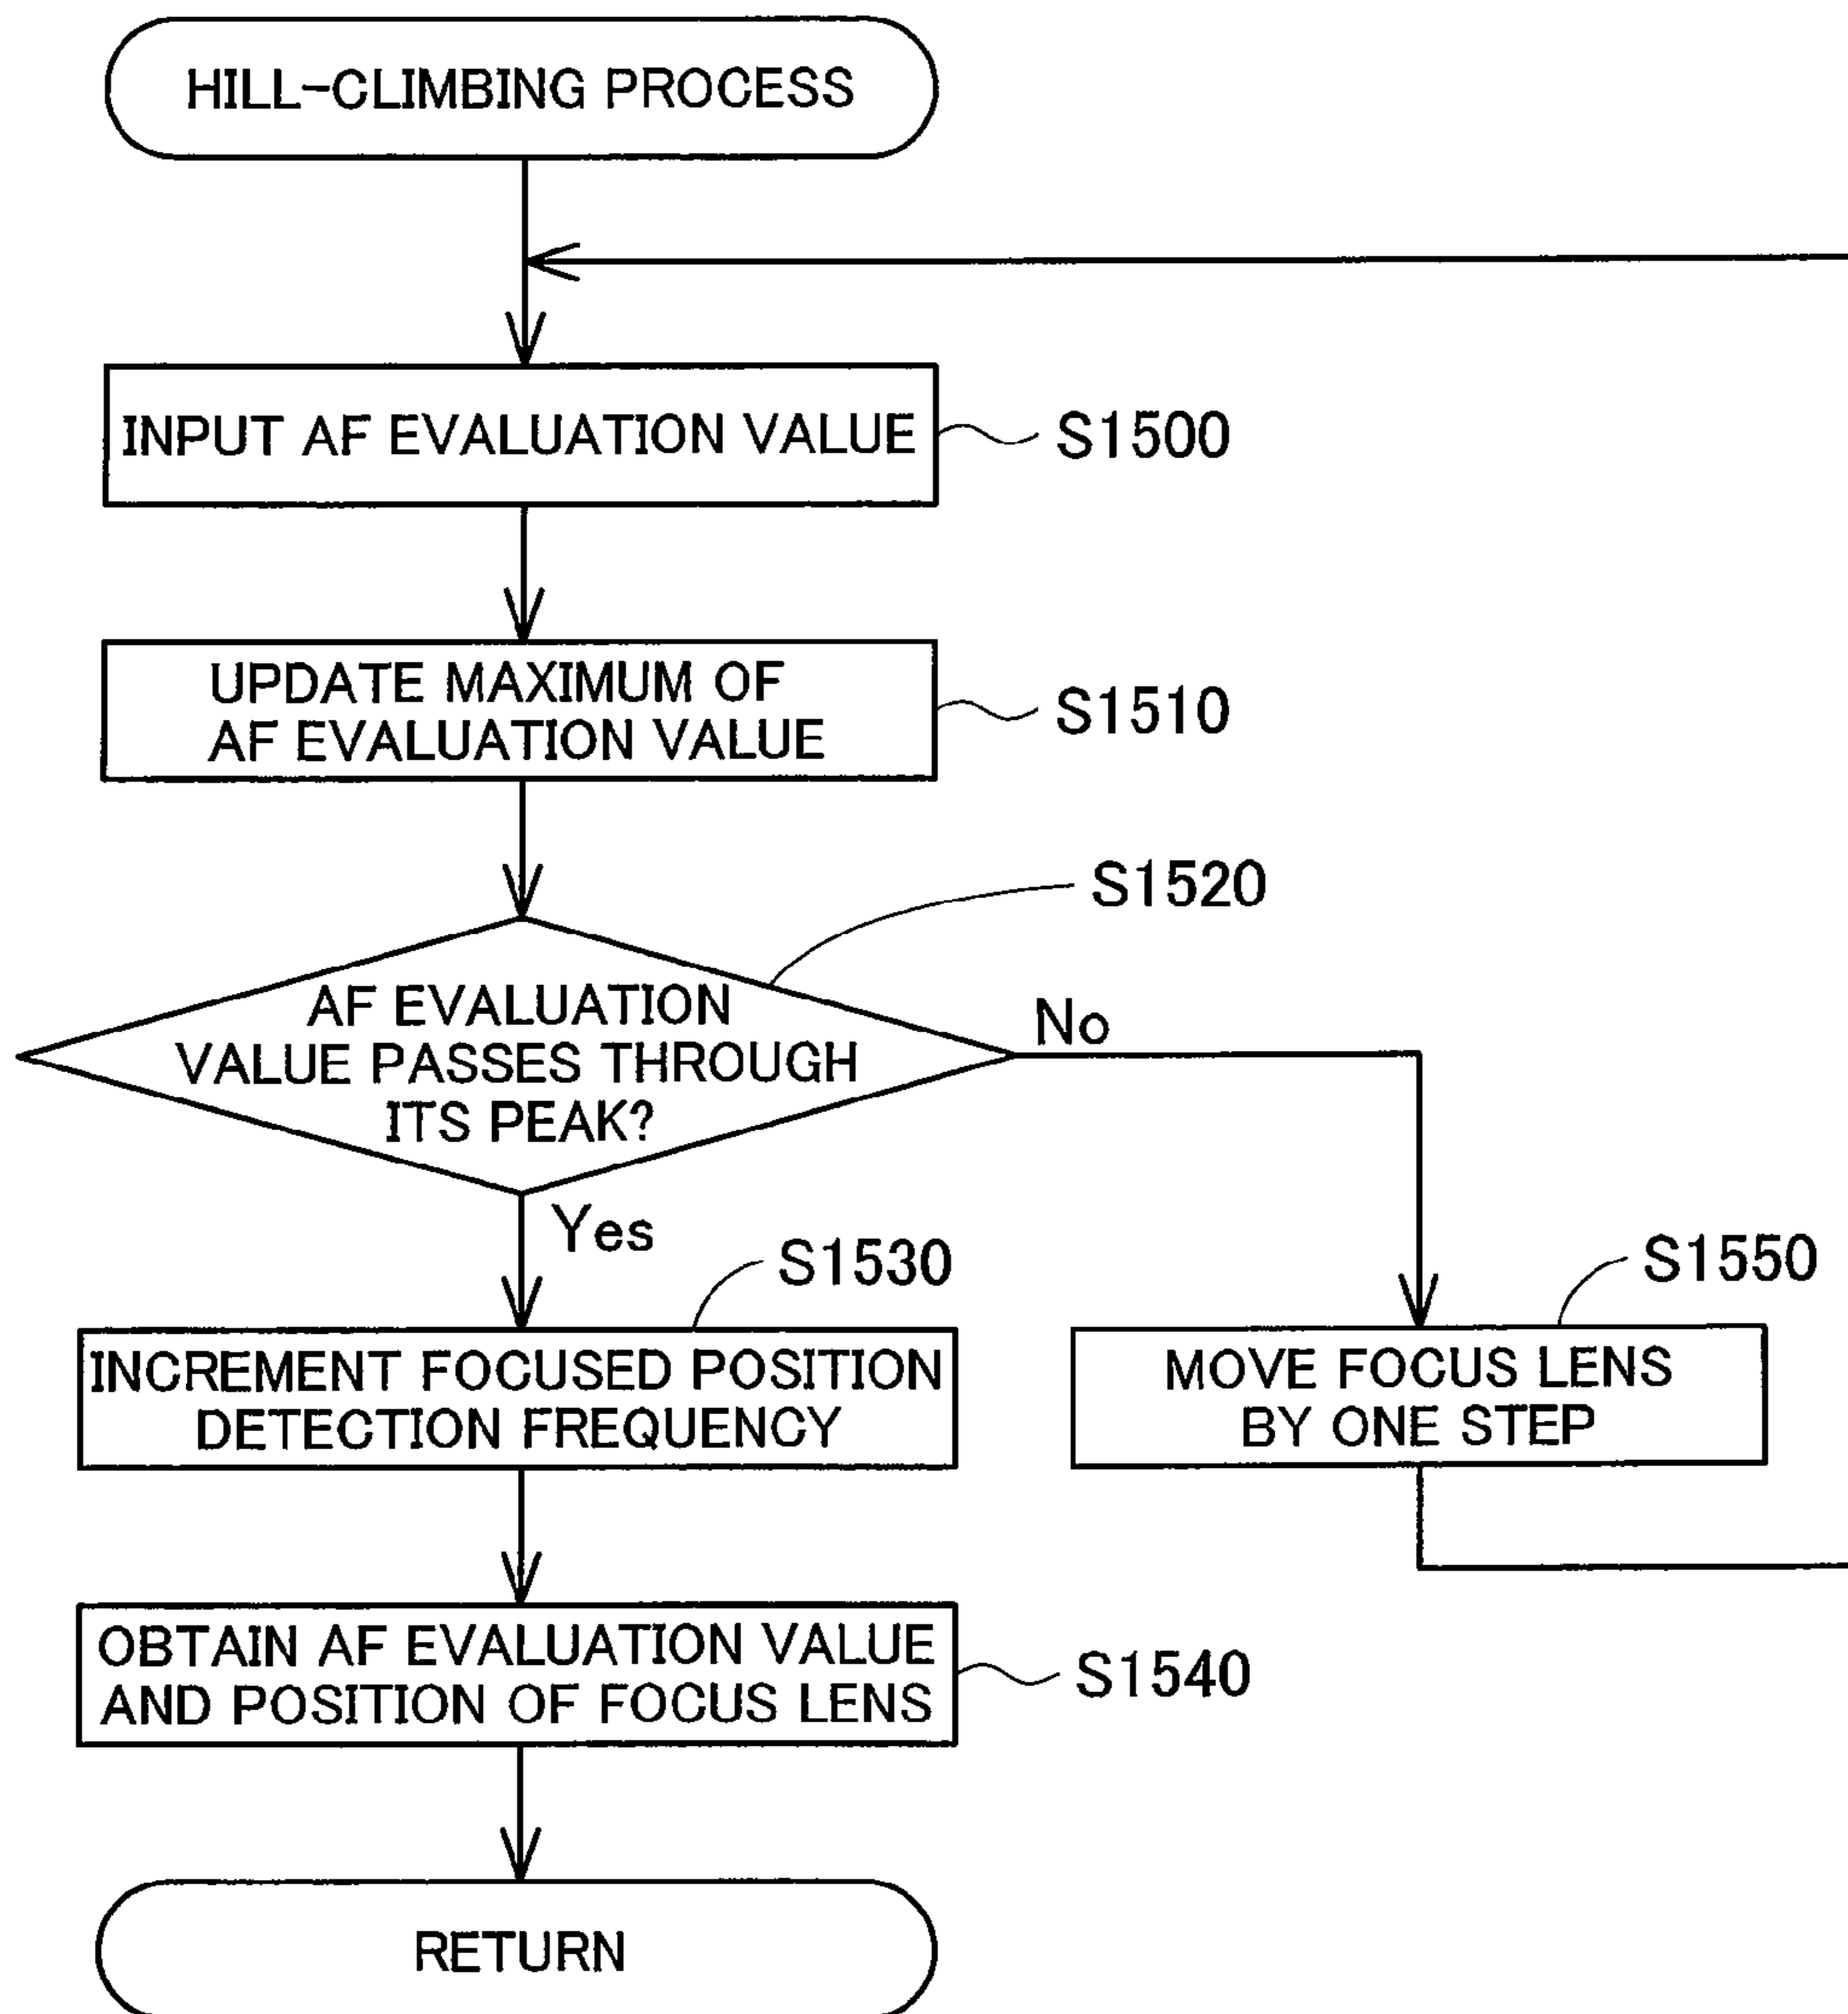 HILL-CLIMBING PROCESS
INPUT AF EVALUATION VALUE
S1500
UPDATE MAXIMUM OF
AF EVALUATION VALUE
S1510
S1520
AF EVALUATION
VALUE PASSES THROUGH
ITS PEAK?
No
Yes
S1530
INCREMENT FOCUSED POSITION
DETECTION FREQUENCY
S1550
MOVE FOCUS LENS
BY ONE STEP
OBTAIN AF EVALUATION VALUE
AND POSITION OF FOCUS LENS
S1540
RETURN